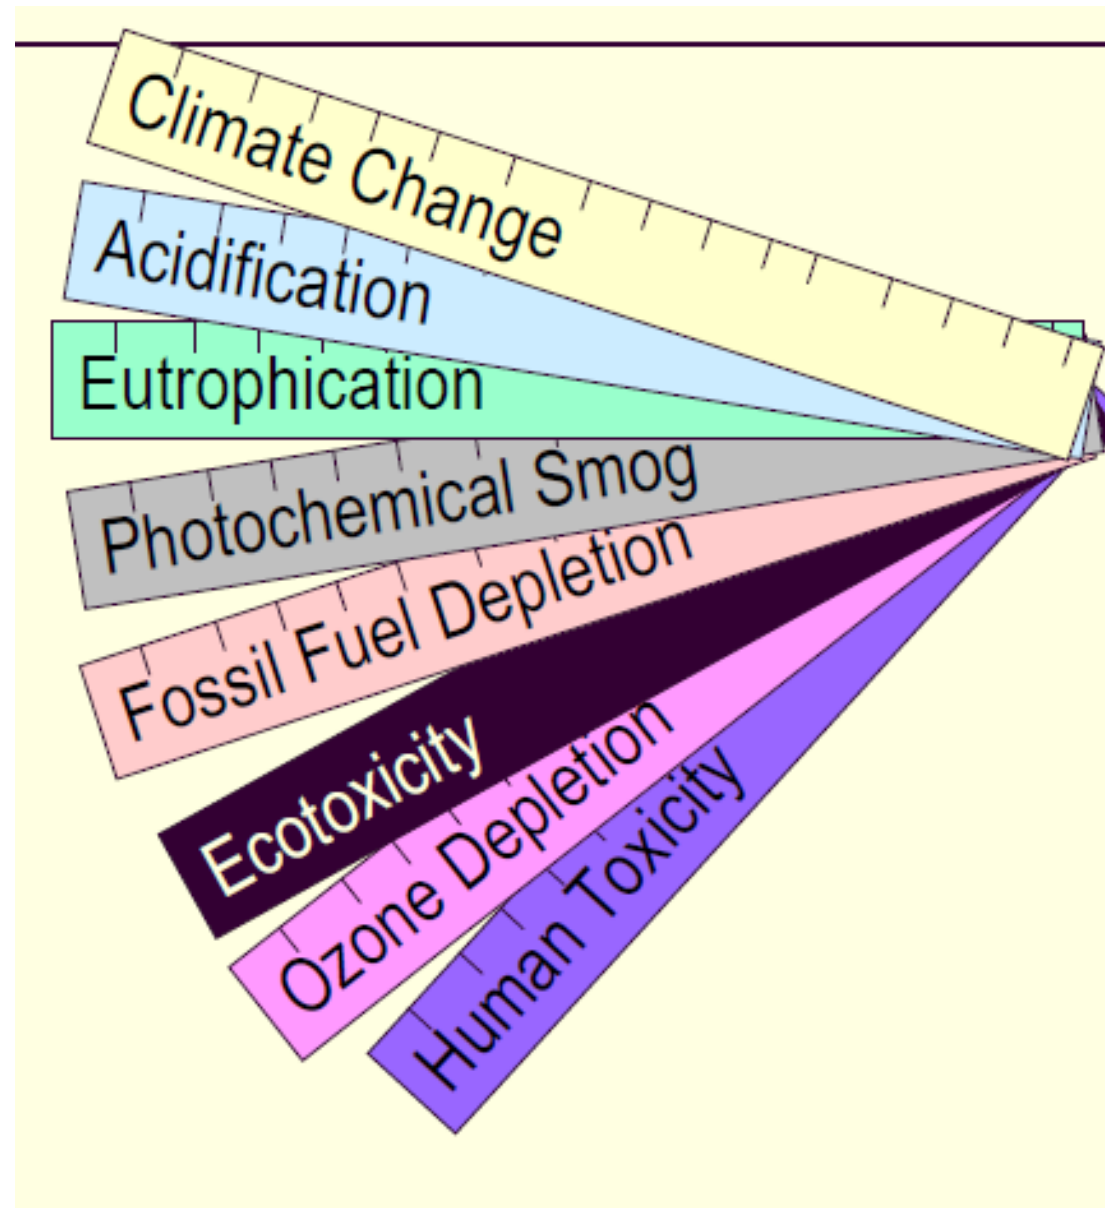 Climate Change
Acidification
Eutrophication
Photochemical Smog
Fossil Fuel Depletion
Ecotoxicity
Ozone Depletion
Human Toxicity